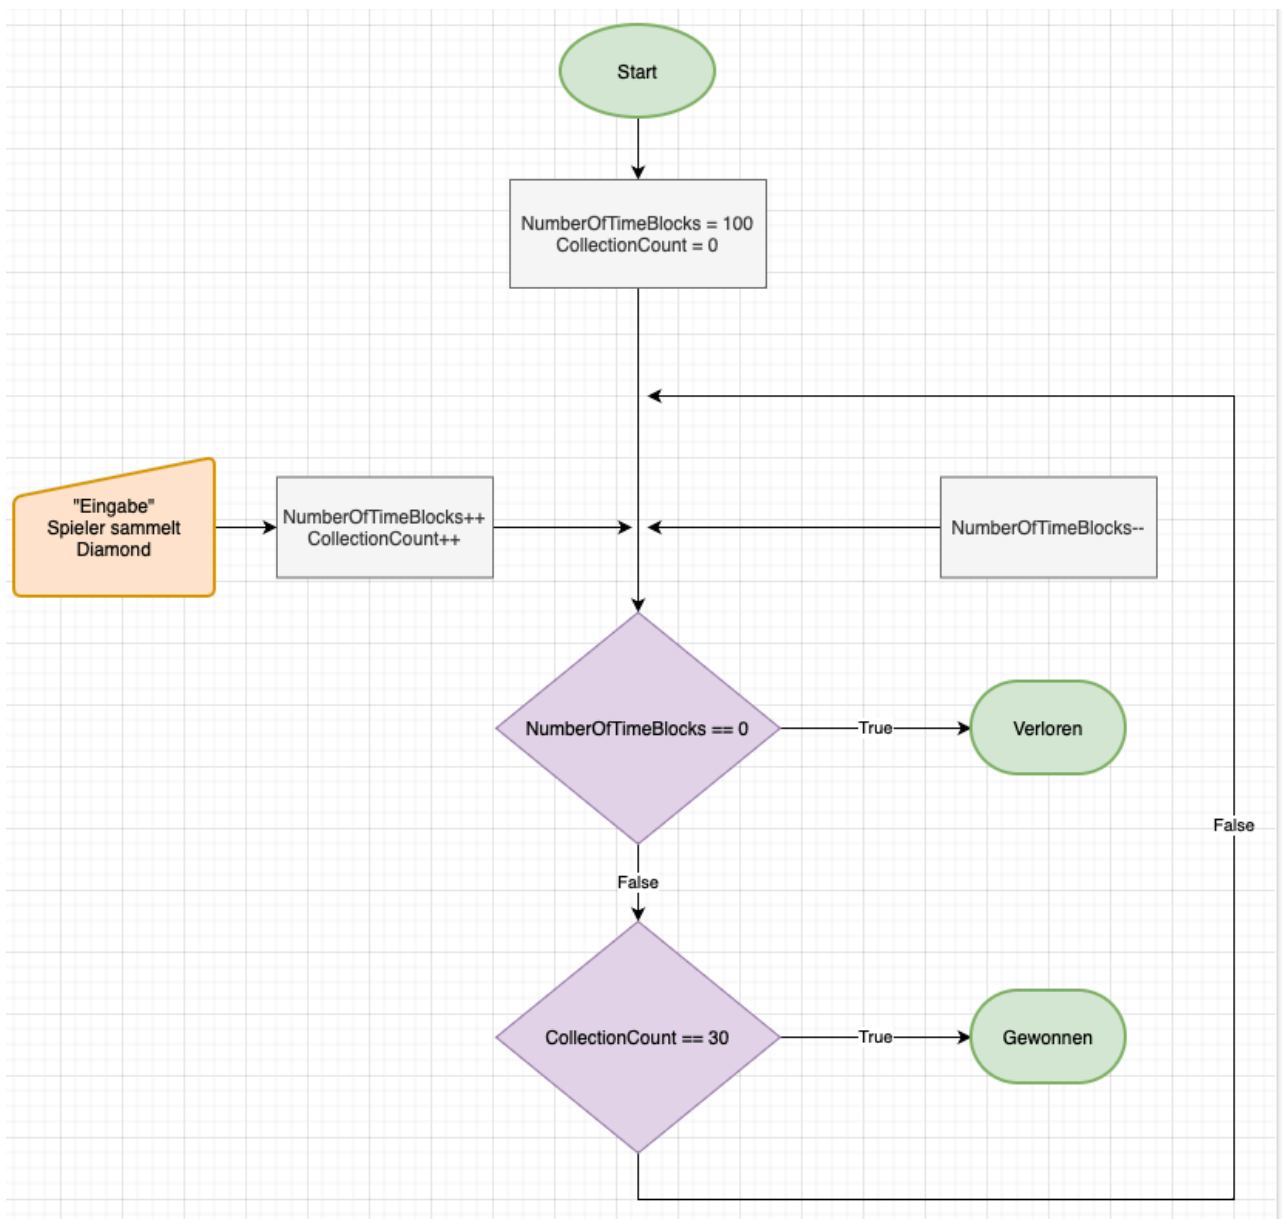 Start
NumberOfTimeBlocks = 100
CollectionCount = 0
"Eingabe"
Spieler sammelt
Diamond
NumberOfTimeBlocks++
CollectionCount++
NumberOfTimeBlocks--
NumberOfTimeBlocks == 0
True
Verloren
False
False
CollectionCount == 30
True
Gewonnen